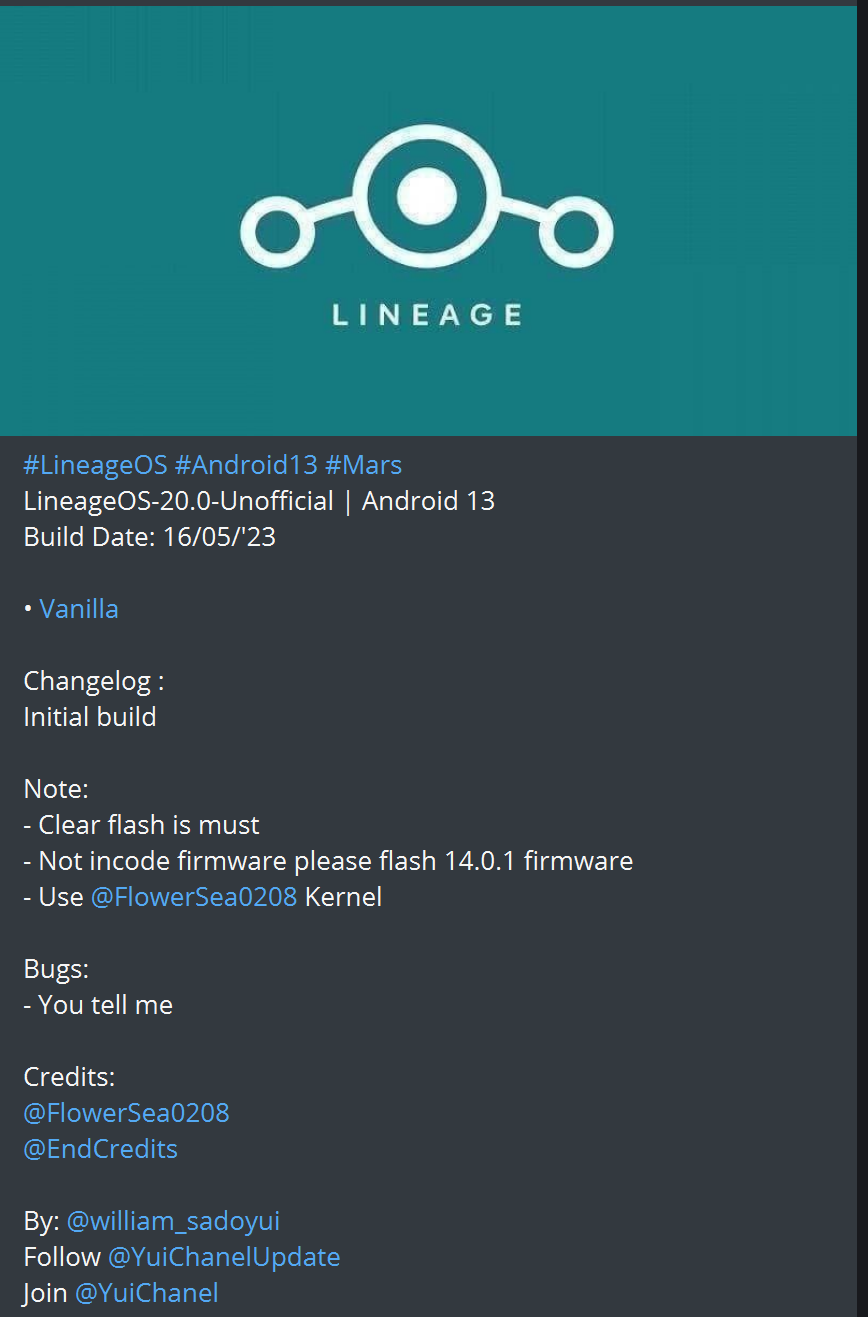 LINEAGE
#LineageOS #Android13 #Mars
LineageOS-20.0-Unofficial | Android 13
Build Date: 16/05/'23
• Vanilla
Changelog :
Initial build
Note:
- Clear flash is must
- Not incode firmware please flash 14.0.1 firmware
- Use @FlowerSea0208 Kernel
Bugs:
- You tell me
Credits:
@FlowerSea0208
@EndCredits
By: @william_sadoyui
Follow @YuiChanelUpdate
Join @YuiChanel